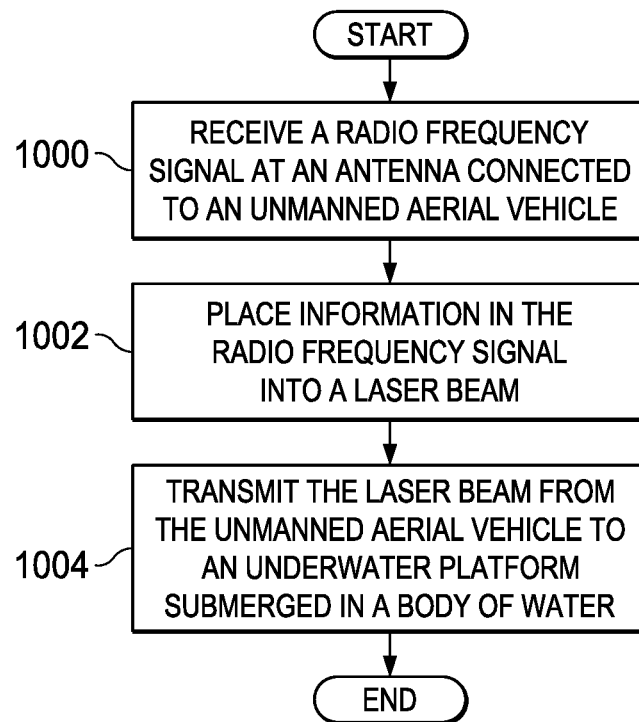 START
1000
RECEIVE A RADIO FREQUENCY
SIGNAL AT AN ANTENNA CONNECTED
TO AN UNMANNED AERIAL VEHICLE
1002
PLACE INFORMATION IN THE
RADIO FREQUENCY SIGNAL
INTO A LASER BEAM
1004
TRANSMIT THE LASER BEAM FROM
THE UNMANNED AERIAL VEHICLE TO
AN UNDERWATER PLATFORM
SUBMERGED IN A BODY OF WATER
END